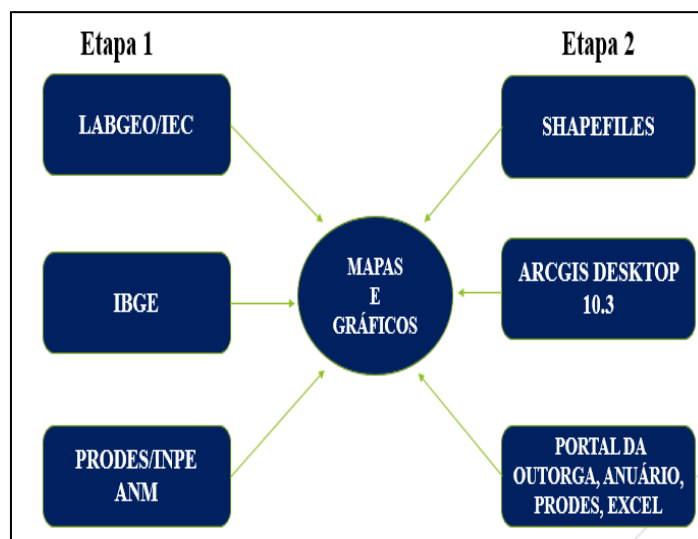 Etapa 1
LABGEO/IEC
IBGE
PRODES/INPE
ANM
MAPAS
E
GRÁFICOS
Etapa 2
SHAPEFILES
ARCGIS DESKTOP
10.3
PORTAL DA
OUTORGA, ANUÁRIO,
PRODES, EXCEL